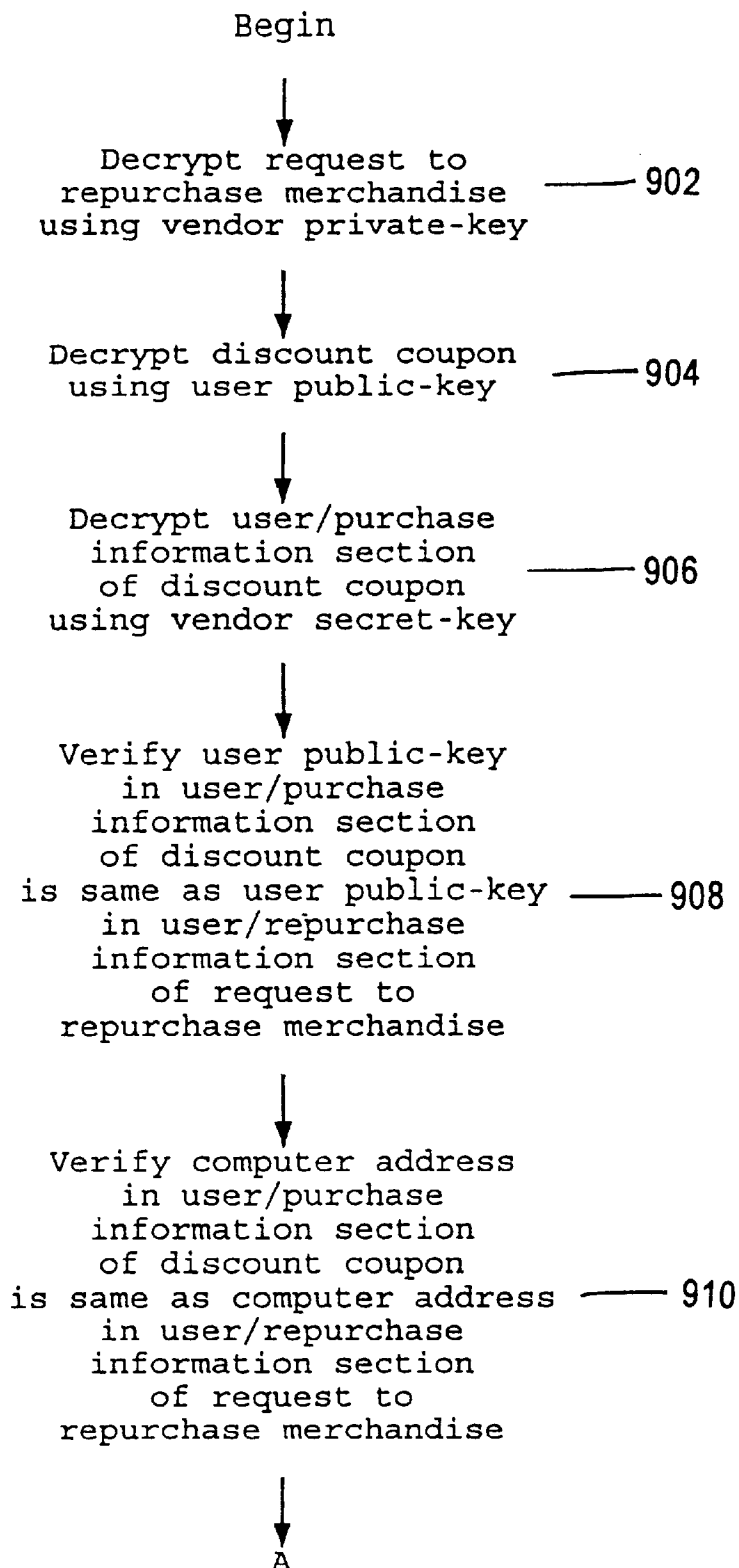 Begin
Decrypt request to
repurchase merchandise
using vendor private-key
902
Decrypt discount coupon
using user public-key
904
Decrypt user/purchase
information section
of discount coupon
using vendor secret-key
906
Verify user public-key
in user/purchase
information section
of discount coupon
is same as user public-key
in user/repurchase
information section
of request to
repurchase merchandise
908
Verify computer address
in user/purchase
information section
of discount coupon
is same as computer address
in user/repurchase
information section
of request to
repurchase merchandise
910
A